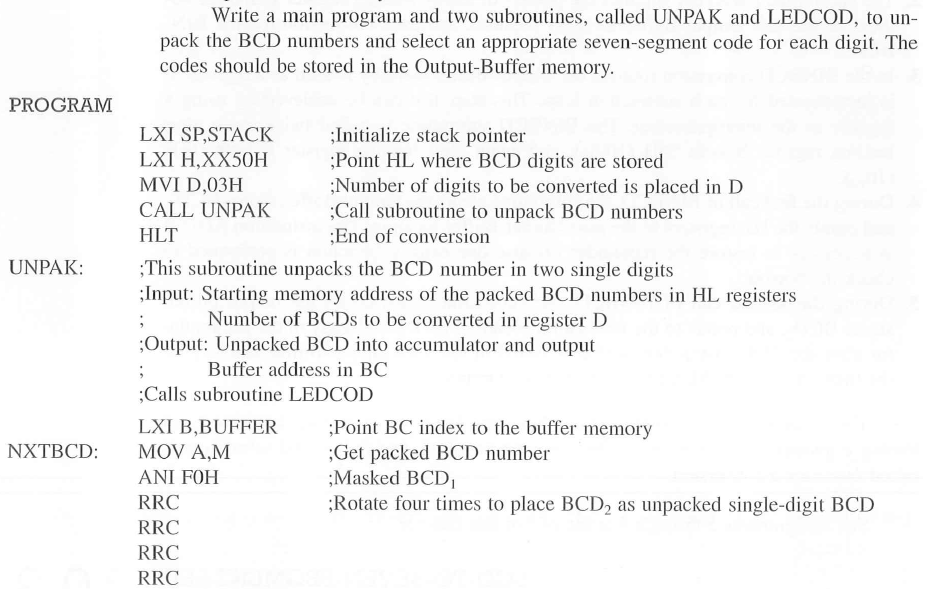 Write a main program and two subroutines, called UNPAK and LEDCOD, to un-
pack the BCD numbers and select an appropriate seven-segment code for each digit. The
codes should be stored in the Output-Buffer memory.
PROGRAM
LXI SP,STACK ;Initialize stack pointer
LXI H,XX50H ;Point HL where BCD digits are stored
MVI D,03H ;Number of digits to be converted is placed in D
CALL UNPAK ;Call subroutine to unpack BCD numbers
HLT ;End of conversion
UNPAK: ;This subroutine unpacks the BCD number in two single digits
;Input: Starting memory address of the packed BCD numbers in HL registers
; Number of BCDs to be converted in register D
;Output: Unpacked BCD into accumulator and output
; Buffer address in BC
;Calls subroutine LEDCOD
LXI B,BUFFER ;Point BC index to the buffer memory
NXTBCD: MOV A,M ;Get packed BCD number
ANI F0H ;Masked BCD₁
RRC ;Rotate four times to place BCD₂ as unpacked single-digit BCD
RRC
RRC
RRC